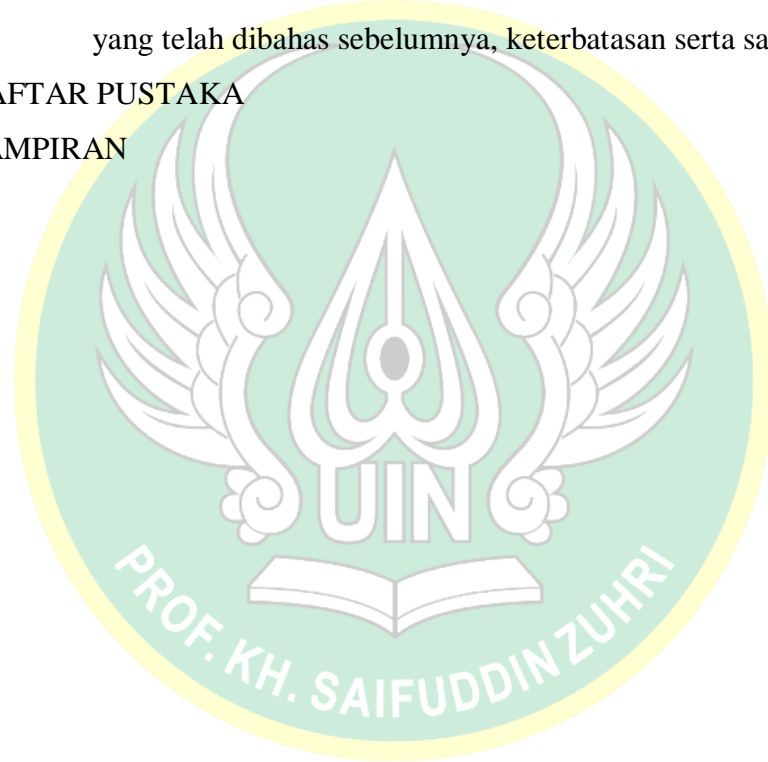 yang telah dibahas sebelumnya, keterbatasan serta sa
AFTAR PUSTAKA
AMPIRAN
UIN
PROF. KH. SAIFUDDIN ZUHRI